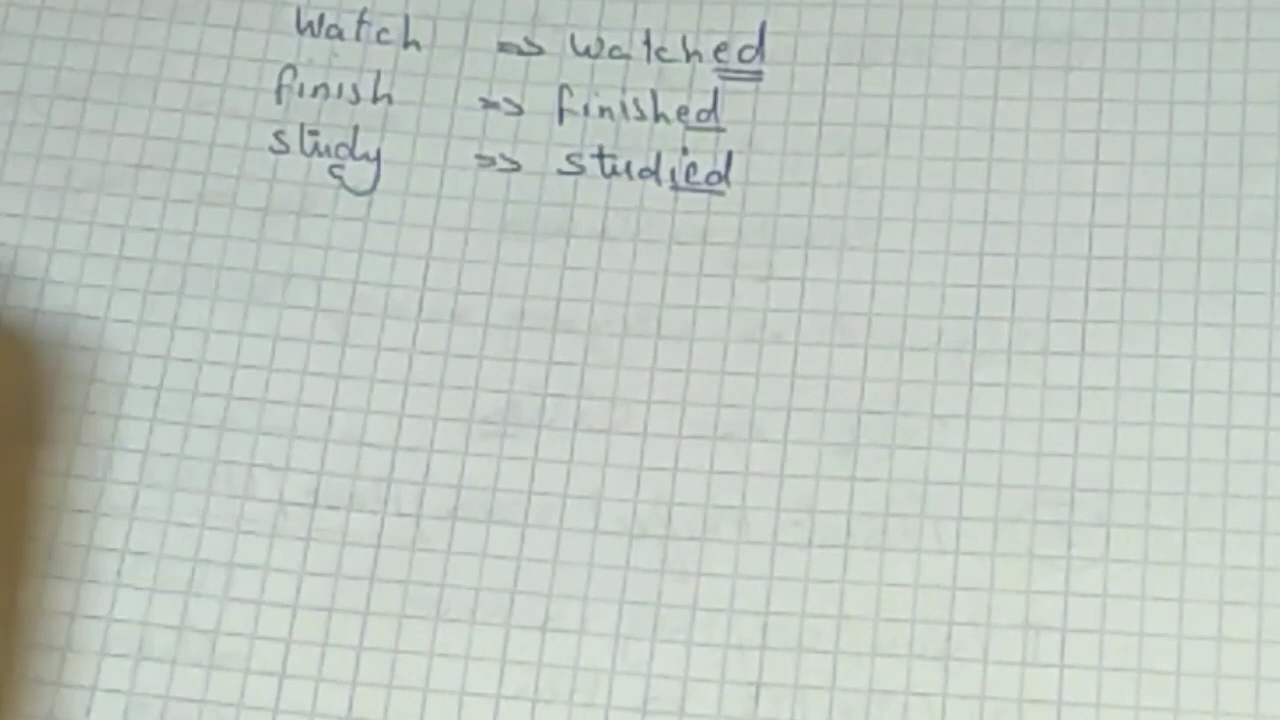 Watch => watched
finish => finished
study => studied